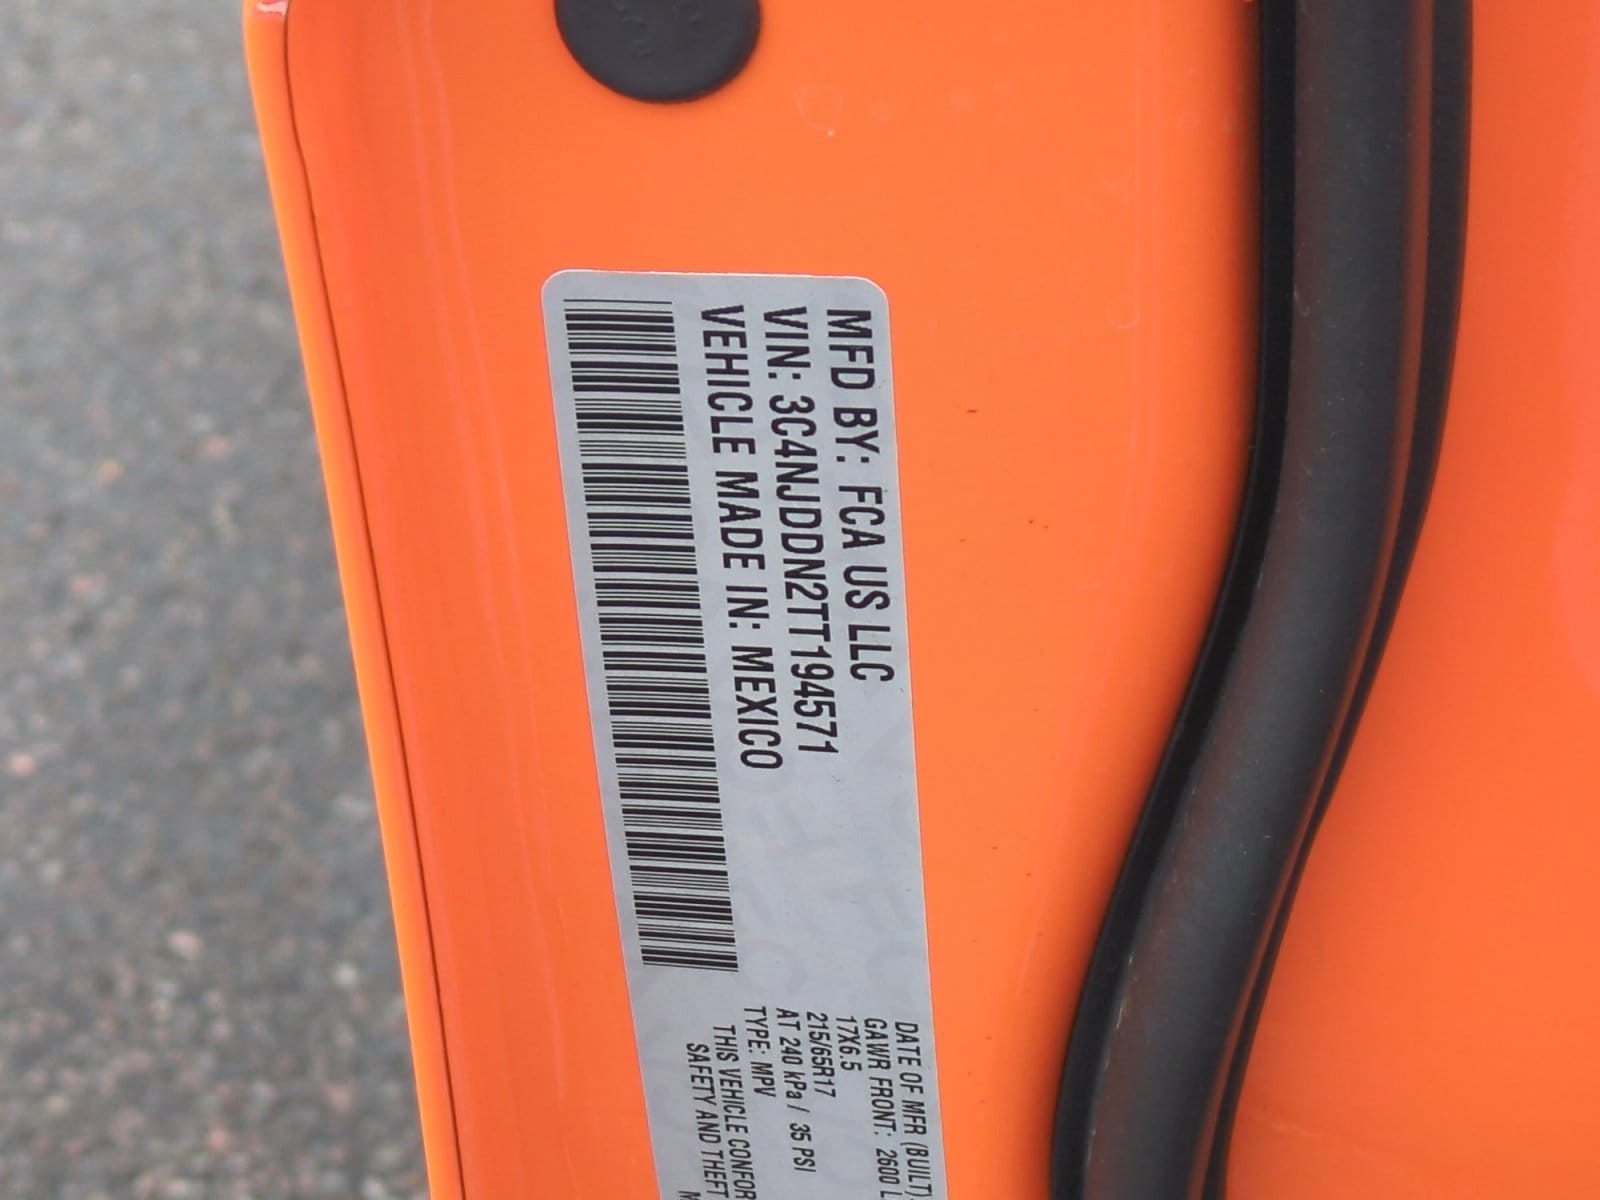 MFD BY: FCA US LLC
VIN: 3C4NJDDN2TT194571
VEHICLE MADE IN: MEXICO
DATE OF MFR (BUILT)
GAWR FRONT: 2600 L
17X6.5
215/65R17
AT 240 kPa / 35 PSI
TYPE: MPV
THIS VEHICLE CONFOR
SAFETY AND THEFT